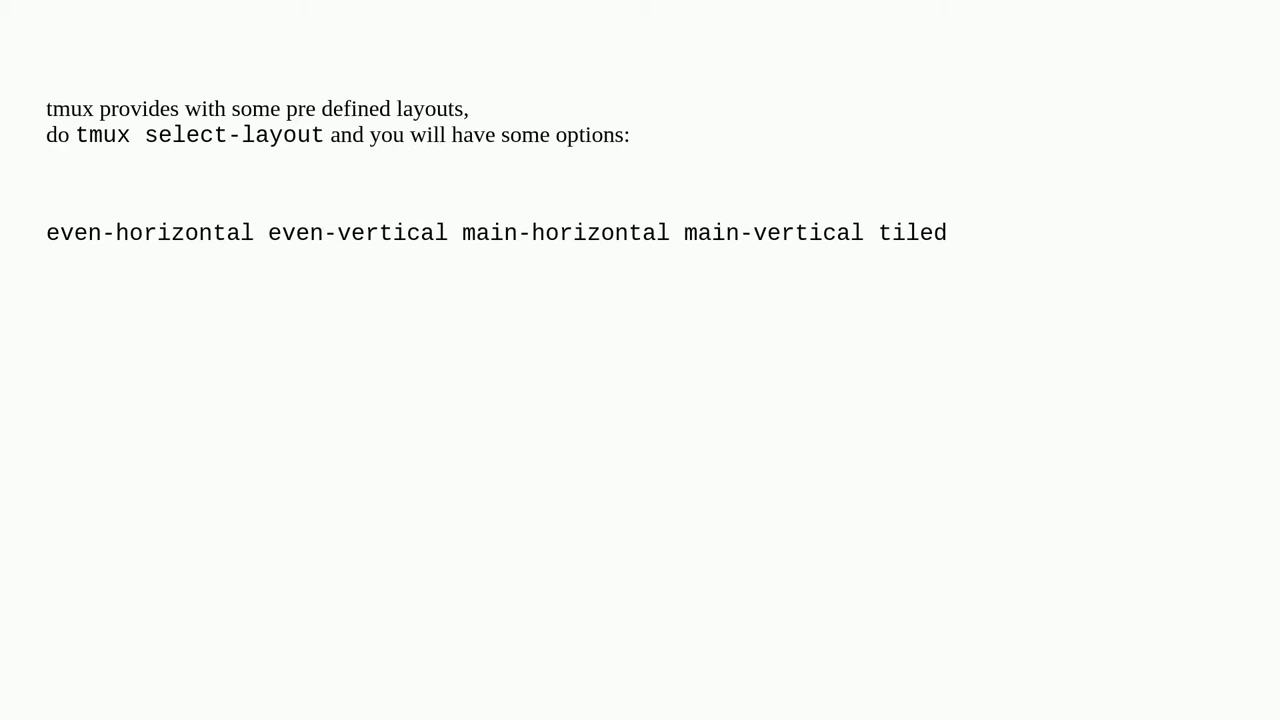 tmux provides with some pre defined layouts,
do tmux select-layout and you will have some options:
even-horizontal even-vertical main-horizontal main-vertical tiled